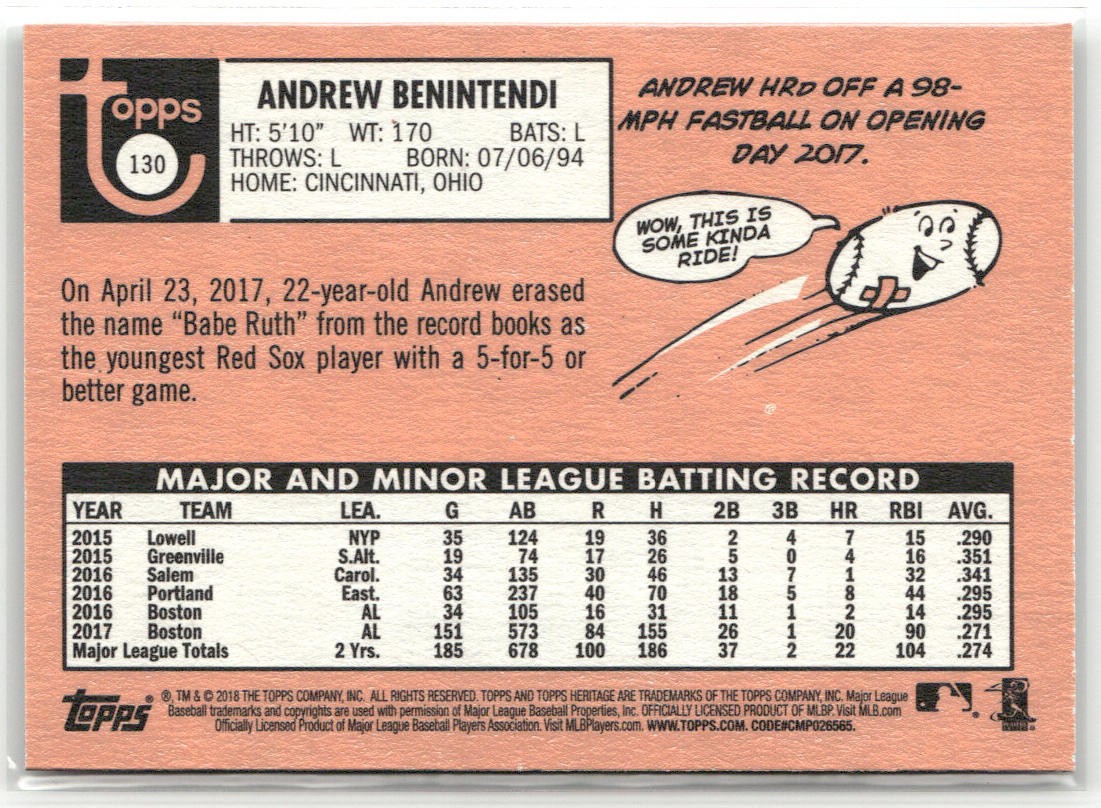 Topps
130
ANDREW BENINTENDI
HT: 5'10" WT: 170 BATS: L
THROWS: L BORN: 07/06/94
HOME: CINCINNATI, OHIO
ANDREW HRD OFF A 98-
MPH FASTBALL ON OPENING
DAY 2017.
WOW, THIS IS
SOME KINDA
RIDE!
On April 23, 2017, 22-year-old Andrew erased
the name "Babe Ruth" from the record books as
the youngest Red Sox player with a 5-for-5 or
better game.
MAJOR AND MINOR LEAGUE BATTING RECORD
YEAR TEAM LEA. G AB R H 2B 3B HR RBI AVG.
2015 Lowell NYP 35 124 19 36 2 4 7 15 .290
2015 Greenville S.Alt. 19 74 17 26 5 0 4 16 .351
2016 Salem Carol. 34 135 30 46 13 7 1 32 .341
2016 Portland East. 63 237 40 70 18 5 8 44 .295
2016 Boston AL 34 105 16 31 11 1 2 14 .295
2017 Boston AL 151 573 84 155 26 1 20 90 .271
Major League Totals 2 Yrs. 185 678 100 186 37 2 22 104 .274
Topps ®, TM & © 2018 THE TOPPS COMPANY, INC. ALL RIGHTS RESERVED. TOPPS AND TOPPS HERITAGE ARE TRADEMARKS OF THE TOPPS COMPANY, INC. Major League
Baseball trademarks and copyrights are used with permission of Major League Baseball Properties, Inc. OFFICIALLY LICENSED PRODUCT OF MLBP. Visit MLB.com
Officially Licensed Product of Major League Baseball Players Association. Visit MLBPlayers.com. WWW.TOPPS.COM. CODE#CMP026565.